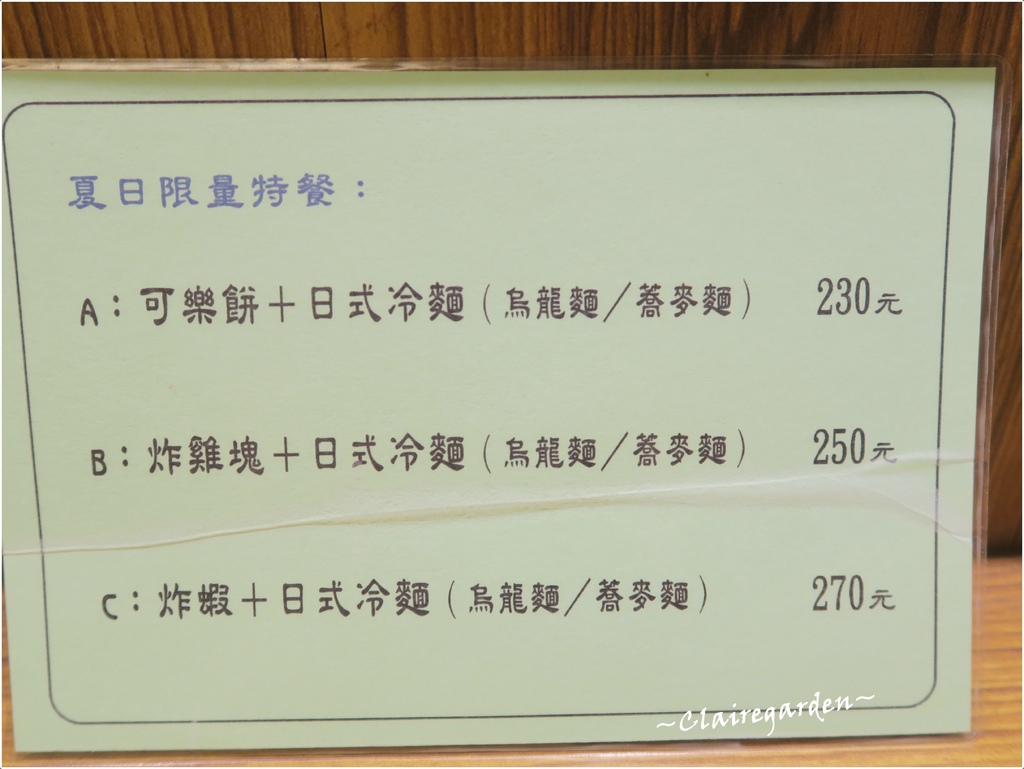 夏日限量特餐：
A：可樂餅＋日式冷麵（烏龍麵／蕎麥麵） 230元
B：炸雞塊＋日式冷麵（烏龍麵／蕎麥麵） 250元
C：炸蝦＋日式冷麵（烏龍麵／蕎麥麵） 270元
~Clairegarden~